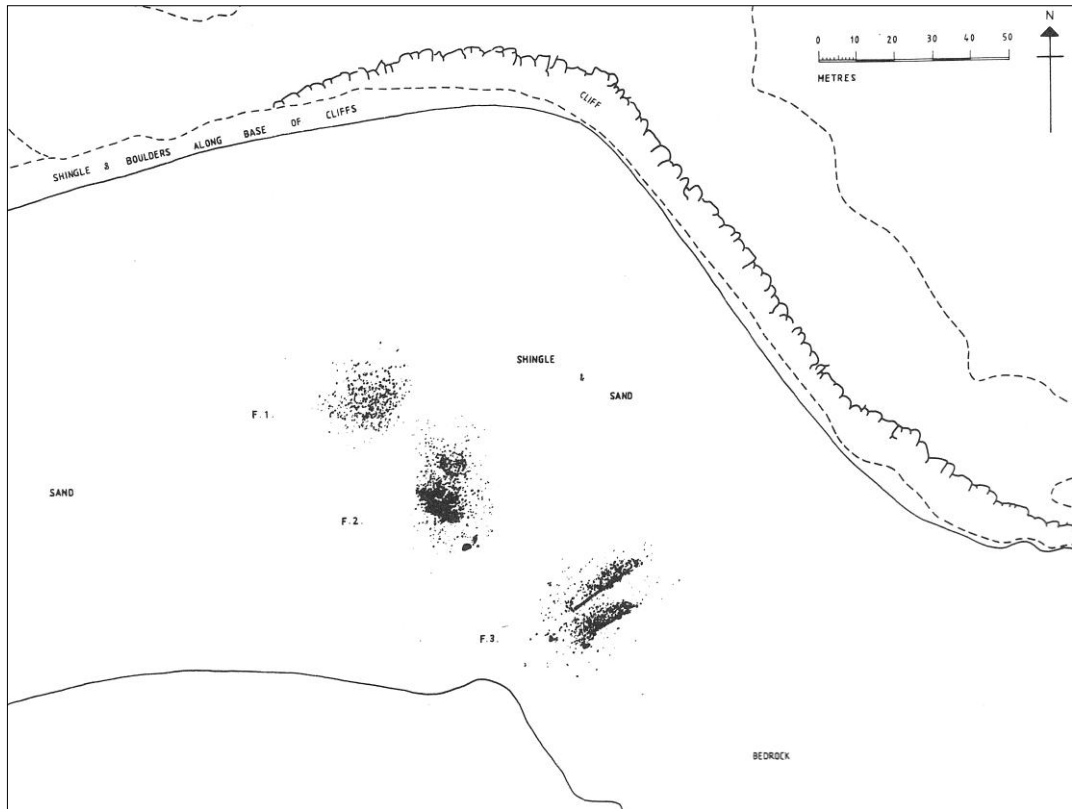 N
0 10 20 30 40 50
METRES
CLIFF
SHINGLE & BOULDERS ALONG BASE OF CLIFFS
SHINGLE
&
SAND
F.1.
SAND
F.2.
F.3.
BEDROCK